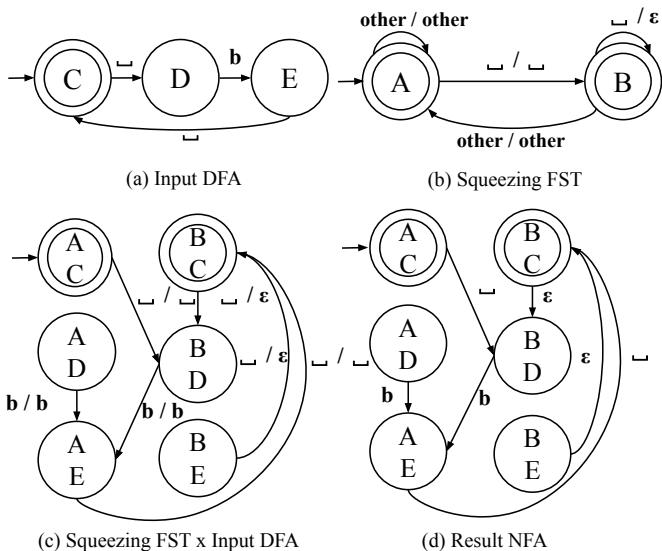 other / other
␣ / ε
C
␣
D
b
E
A
␣ / ␣
B
other / other
␣
(a) Input DFA
(b) Squeezing FST
A
C
B
C
␣ / ␣
␣ / ε
A
D
B
D
␣ / ε
␣ / ␣
b / b
b / b
A
E
B
E
(c) Squeezing FST x Input DFA
A
C
B
C
␣
ε
A
D
B
D
ε
␣
b
b
A
E
B
E
(d) Result NFA